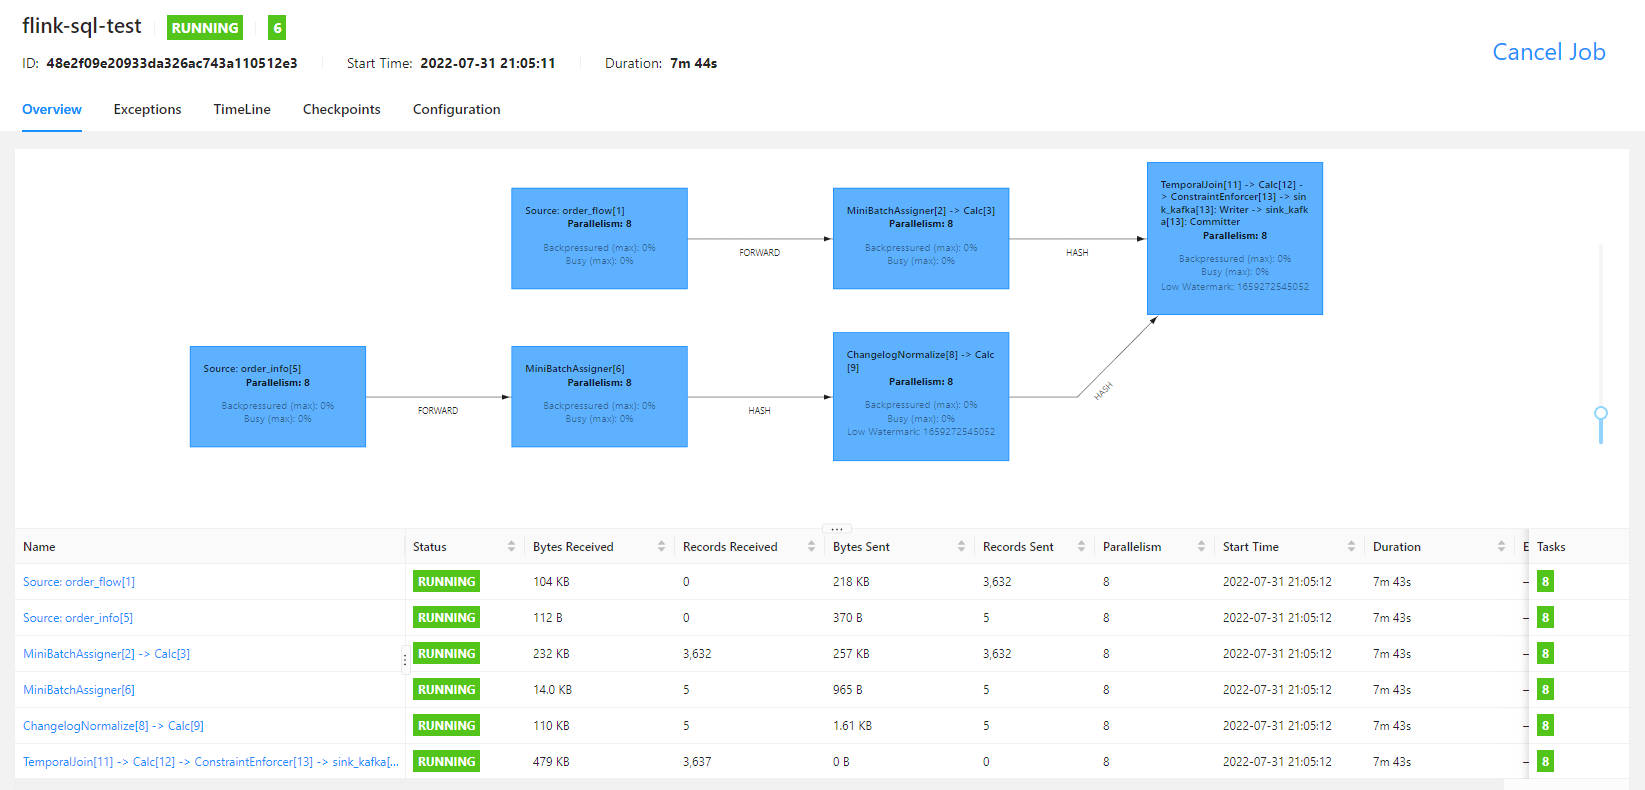 flink-sql-test RUNNING 6
ID: 48e2f09e20933da326ac743a110512e3 Start Time: 2022-07-31 21:05:11 Duration: 7m 44s
Cancel Job
Overview Exceptions TimeLine Checkpoints Configuration
Source: order_flow[1]
Parallelism: 8
Backpressured (max): 0%
Busy (max): 0%
FORWARD
MiniBatchAssigner[2] -> Calc[3]
Parallelism: 8
Backpressured (max): 0%
Busy (max): 0%
HASH
TemporalJoin[11] -> Calc[12] -
> ConstraintEnforcer[13] -> sin
k_kafka[13]: Writer -> sink_kafk
a[13]: Committer
Parallelism: 8
Backpressured (max): 0%
Busy (max): 0%
Low Watermark: 1659272545052
Source: order_info[5]
Parallelism: 8
Backpressured (max): 0%
Busy (max): 0%
FORWARD
MiniBatchAssigner[6]
Parallelism: 8
Backpressured (max): 0%
Busy (max): 0%
HASH
ChangelogNormalize[8] -> Calc
[9]
Parallelism: 8
Backpressured (max): 0%
Busy (max): 0%
Low Watermark: 1659272545052
HASH
Name Status Bytes Received Records Received Bytes Sent Records Sent Parallelism Start Time Duration E Tasks
Source: order_flow[1] RUNNING 104 KB 0 218 KB 3,632 8 2022-07-31 21:05:12 7m 43s – 8
Source: order_info[5] RUNNING 112 B 0 370 B 5 8 2022-07-31 21:05:12 7m 43s – 8
MiniBatchAssigner[2] -> Calc[3] RUNNING 232 KB 3,632 257 KB 3,632 8 2022-07-31 21:05:12 7m 43s – 8
MiniBatchAssigner[6] RUNNING 14.0 KB 5 965 B 5 8 2022-07-31 21:05:12 7m 43s – 8
ChangelogNormalize[8] -> Calc[9] RUNNING 110 KB 5 1.61 KB 5 8 2022-07-31 21:05:12 7m 43s – 8
TemporalJoin[11] -> Calc[12] -> ConstraintEnforcer[13] -> sink_kafka[... RUNNING 479 KB 3,637 0 B 0 8 2022-07-31 21:05:12 7m 43s – 8